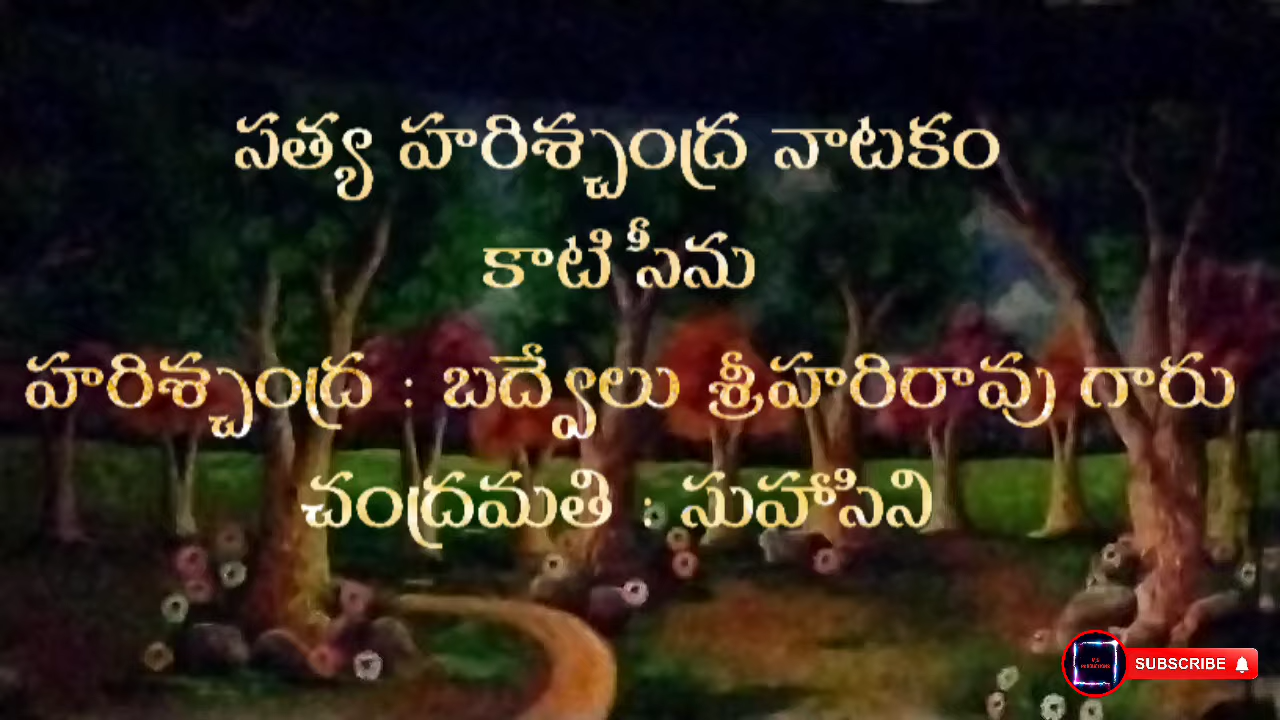 సత్య హరిశ్చంద్ర నాటకం
కాటి సీను
హరిశ్చంద్ర : బద్వేలు శ్రీహరిరావు గారు
చంద్రమతి : సుహాసిని
SUBSCRIBE